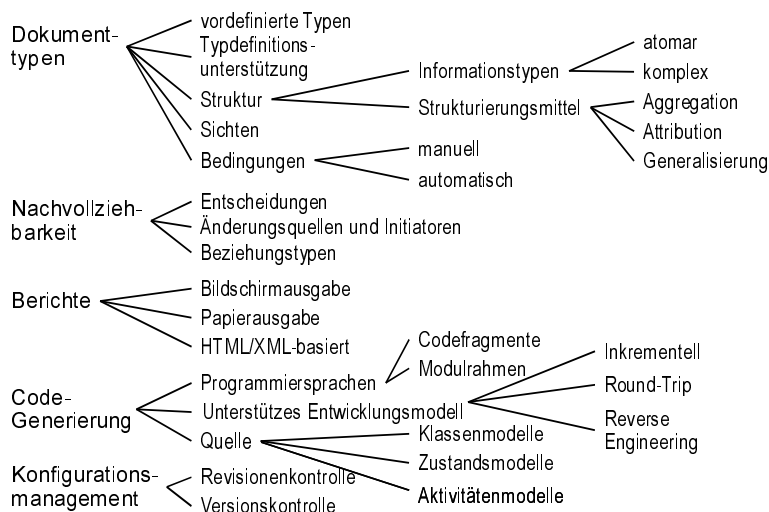 Dokument-
typen
vordefinierte Typen
Typdefinitions-
unterstützung
Struktur
Sichten
Bedingungen
Informationstypen
Strukturierungsmittel
manuell
automatisch
atomar
komplex
Aggregation
Attribution
Generalisierung
Nachvollzieh-
barkeit
Entscheidungen
Änderungsquellen und Initiatoren
Beziehungstypen
Berichte
Bildschirmausgabe
Papierausgabe
HTML/XML-basiert
Code-
Generierung
Programmiersprachen
Unterstützes Entwicklungsmodell
Quelle
Codefragmente
Modulrahmen
Inkrementell
Round-Trip
Reverse
Engineering
Klassenmodelle
Zustandsmodelle
Aktivitätenmodelle
Konfigurations-
management
Revisionenkontrolle
Versionskontrolle